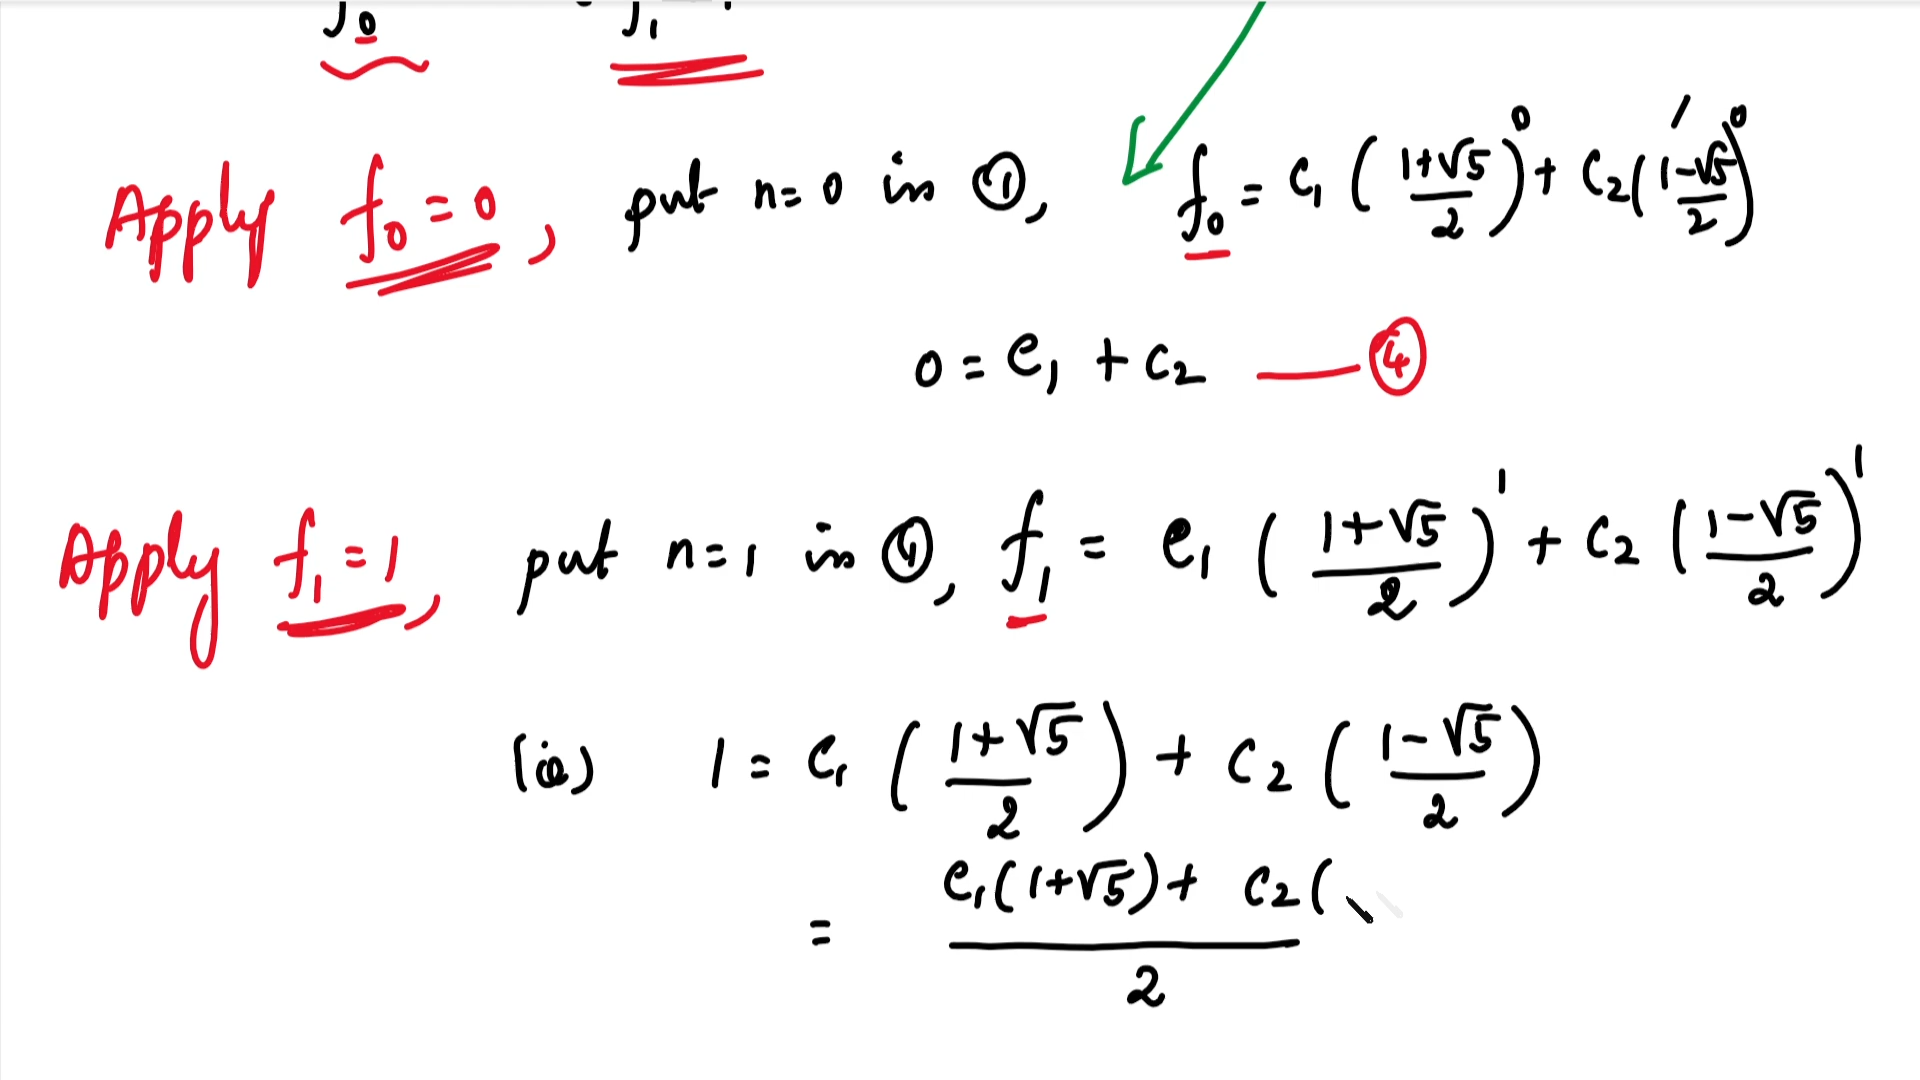 f₀ f₁
Apply f₀ = 0, put n = 0 in ①, f₀ = C₁ ( (1+√5)/2 )⁰ + C₂ ( (1-√5)/2 )⁰
0 = C₁ + C₂ —— ④
Apply f₁ = 1, put n = 1 in ①, f₁ = C₁ ( (1+√5)/2 )¹ + C₂ ( (1-√5)/2 )¹
(ie) 1 = C₁ ( (1+√5)/2 ) + C₂ ( (1-√5)/2 )
= C₁(1+√5) + C₂(
2